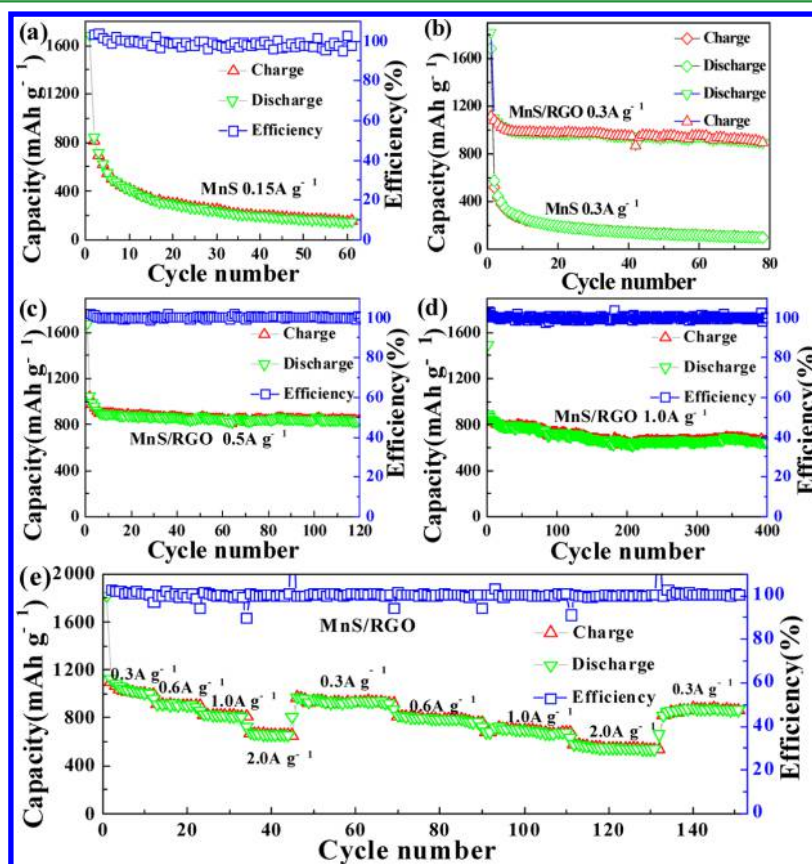 (a)
1600
1200
800
400
0
Capacity(mAh g⁻¹)
100
80
60
40
20
0
Efficiency(%)
Charge
Discharge
Efficiency
MnS 0.15A g⁻¹
0 10 20 30 40 50 60
Cycle number
(b)
1800
1600
1200
800
400
0
Capacity(mAh g⁻¹)
Charge
Discharge
Discharge
Charge
MnS/RGO 0.3A g⁻¹
MnS 0.3A g⁻¹
0 20 40 60 80
Cycle number
(c)
1600
1200
800
400
0
Capacity(mAh g⁻¹)
100
80
60
40
20
0
Efficiency(%)
Charge
Discharge
Efficiency
MnS/RGO 0.5A g⁻¹
0 20 40 60 80 100 120
Cycle number
(d)
1600
1200
800
400
0
Capacity(mAh g⁻¹)
100
80
60
40
20
0
Efficiency(%)
Charge
Discharge
Efficiency
MnS/RGO 1.0A g⁻¹
0 100 200 300 400
Cycle number
(e)
2000
1600
1200
800
400
0
Capacity(mAh g⁻¹)
100
80
60
40
20
0
Efficiency(%)
MnS/RGO
Charge
Discharge
Efficiency
0.3A g⁻¹
0.6A g⁻¹
1.0A g⁻¹
2.0A g⁻¹
0.3A g⁻¹
0.6A g⁻¹
1.0A g⁻¹
2.0A g⁻¹
0.3A g⁻¹
0 20 40 60 80 100 120 140
Cycle number